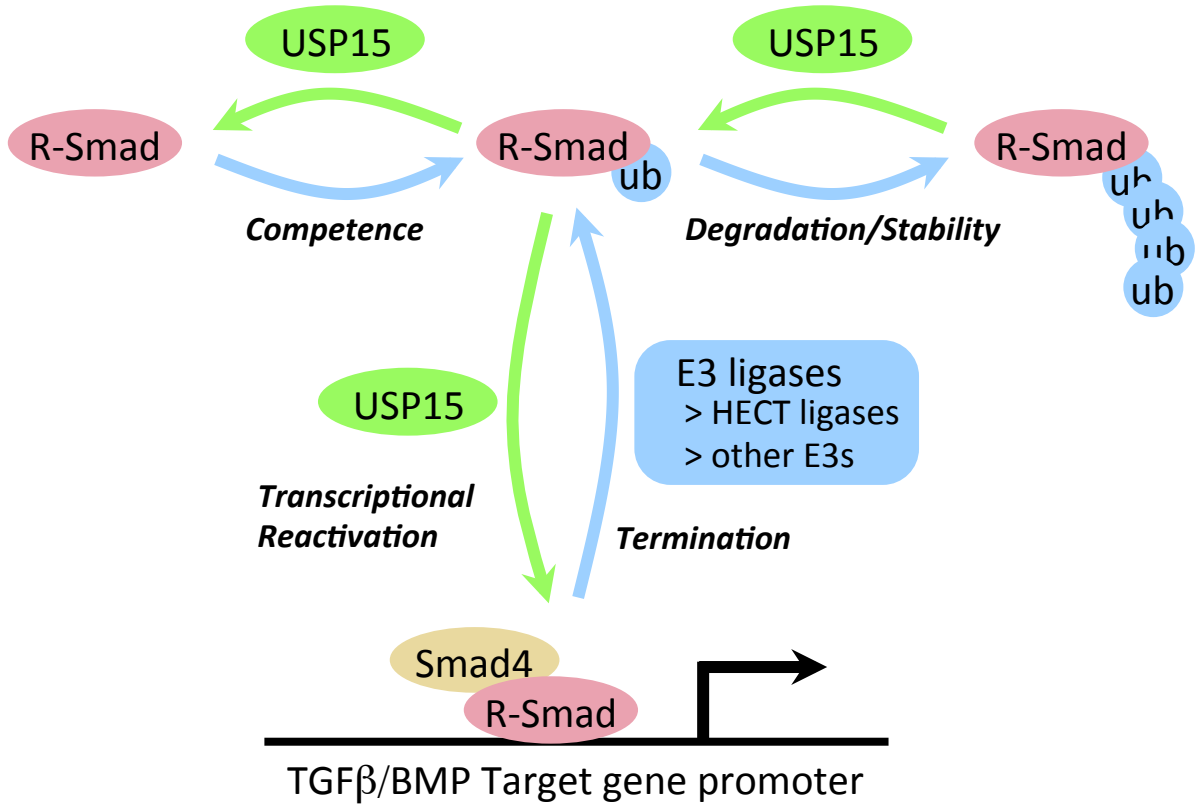 USP15
USP15
R-Smad
R-Smad
ub
R-Smad
ub
ub
ub
ub
Competence
Degradation/Stability
USP15
E3 ligases
> HECT ligases
> other E3s
Transcriptional
Reactivation
Termination
Smad4
R-Smad
TGFβ/BMP Target gene promoter